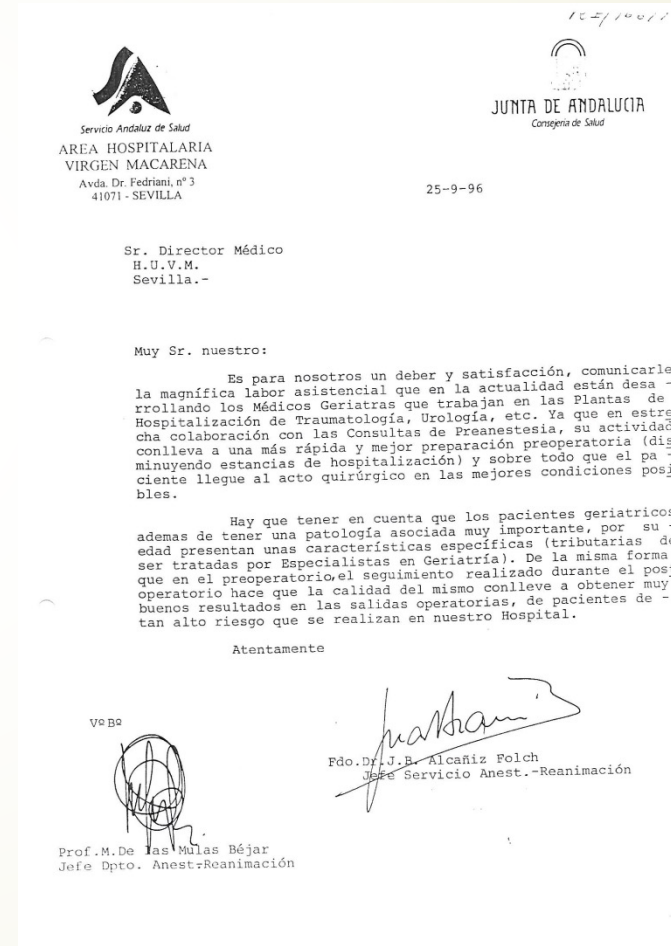 Servicio Andaluz de Salud
AREA HOSPITALARIA
VIRGEN MACARENA
Avda. Dr. Fedriani, nº 3
41071 - SEVILLA
JUNTA DE ANDALUCIA
Consejería de Salud
25-9-96
Sr. Director Médico
H.U.V.M.
Sevilla.-
Muy Sr. nuestro:
Es para nosotros un deber y satisfacción, comunicarle
la magnífica labor asistencial que en la actualidad están desa -
rrollando los Médicos Geriatras que trabajan en las Plantas de
Hospitalización de Traumatología, Urología, etc. Ya que en estre
cha colaboración con las Consultas de Preanestesia, su actividad
conlleva a una más rápida y mejor preparación preoperatoria (dis
minuyendo estancias de hospitalización) y sobre todo que el pa -
ciente llegue al acto quirúrgico en las mejores condiciones posi
bles.
Hay que tener en cuenta que los pacientes geriatricos
ademas de tener una patología asociada muy importante, por su -
edad presentan unas características específicas (tributarias de
ser tratadas por Especialistas en Geriatría). De la misma forma
que en el preoperatorio,el seguimiento realizado durante el pos
operatorio hace que la calidad del mismo conlleve a obtener muy
buenos resultados en las salidas operatorias, de pacientes de -
tan alto riesgo que se realizan en nuestro Hospital.
Atentamente
Vº Bº
Fdo.Dr.J.B. Alcañiz Folch
Jefe Servicio Anest.-Reanimación
Prof.M.De las Mulas Béjar
Jefe Dpto. Anest-Reanimación